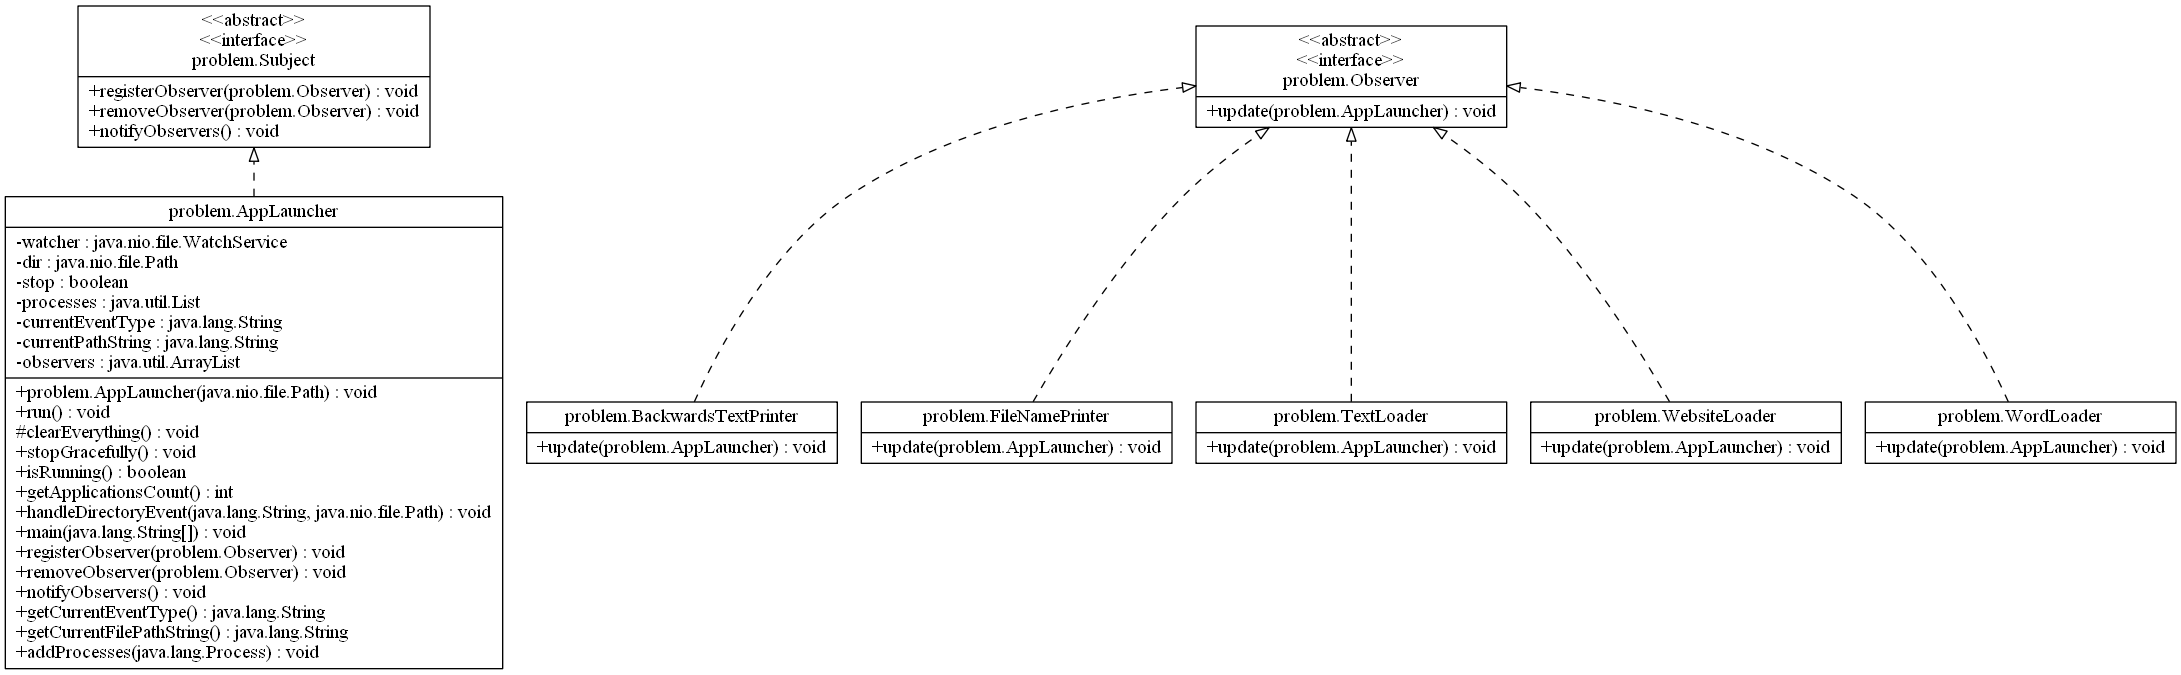 <<abstract>>
<<interface>>
problem.Subject
+registerObserver(problem.Observer) : void
+removeObserver(problem.Observer) : void
+notifyObservers() : void
problem.AppLauncher
-watcher : java.nio.file.WatchService
-dir : java.nio.file.Path
-stop : boolean
-processes : java.util.List
-currentEventType : java.lang.String
-currentPathString : java.lang.String
-observers : java.util.ArrayList
+problem.AppLauncher(java.nio.file.Path) : void
+run() : void
#clearEverything() : void
+stopGracefully() : void
+isRunning() : boolean
+getApplicationsCount() : int
+handleDirectoryEvent(java.lang.String, java.nio.file.Path) : void
+main(java.lang.String[]) : void
+registerObserver(problem.Observer) : void
+removeObserver(problem.Observer) : void
+notifyObservers() : void
+getCurrentEventType() : java.lang.String
+getCurrentFilePathString() : java.lang.String
+addProcesses(java.lang.Process) : void
<<abstract>>
<<interface>>
problem.Observer
+update(problem.AppLauncher) : void
problem.BackwardsTextPrinter
+update(problem.AppLauncher) : void
problem.FileNamePrinter
+update(problem.AppLauncher) : void
problem.TextLoader
+update(problem.AppLauncher) : void
problem.WebsiteLoader
+update(problem.AppLauncher) : void
problem.WordLoader
+update(problem.AppLauncher) : void